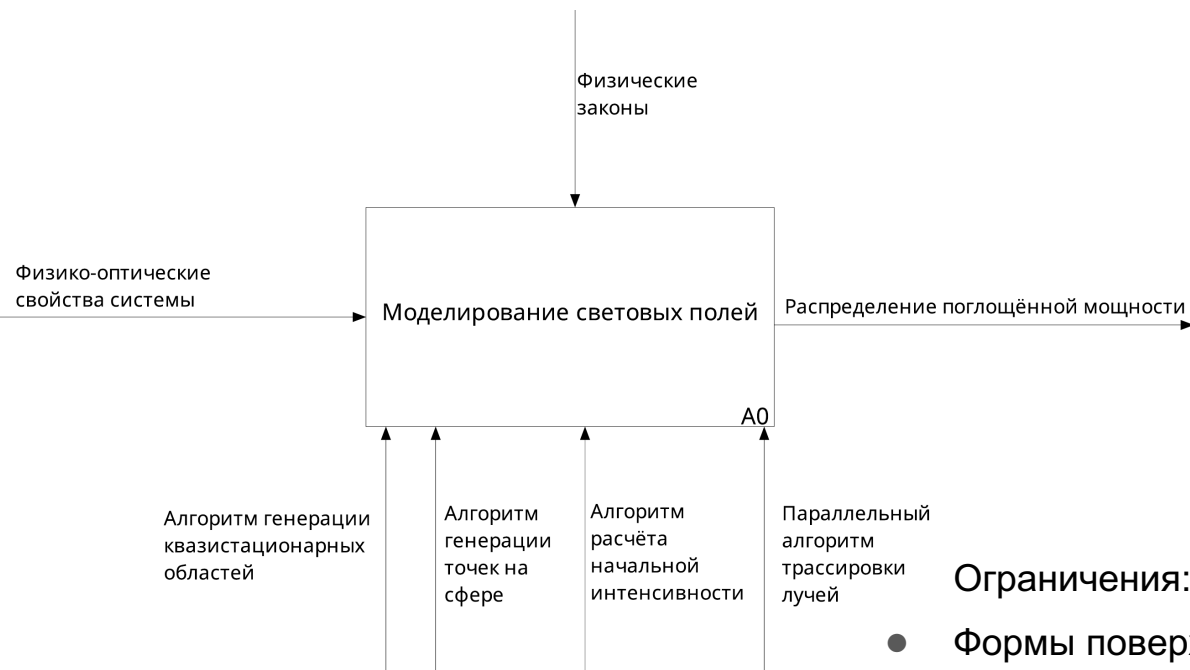 Физические
законы
Физико-оптические
свойства системы
Моделирование световых полей
Распределение поглощённой мощности
A0
Алгоритм генерации
квазистационарных
областей
Алгоритм
генерации
точек на
сфере
Алгоритм
расчёта
начальной
интенсивности
Параллельный
алгоритм
трассировки
лучей
Ограничения:
Формы